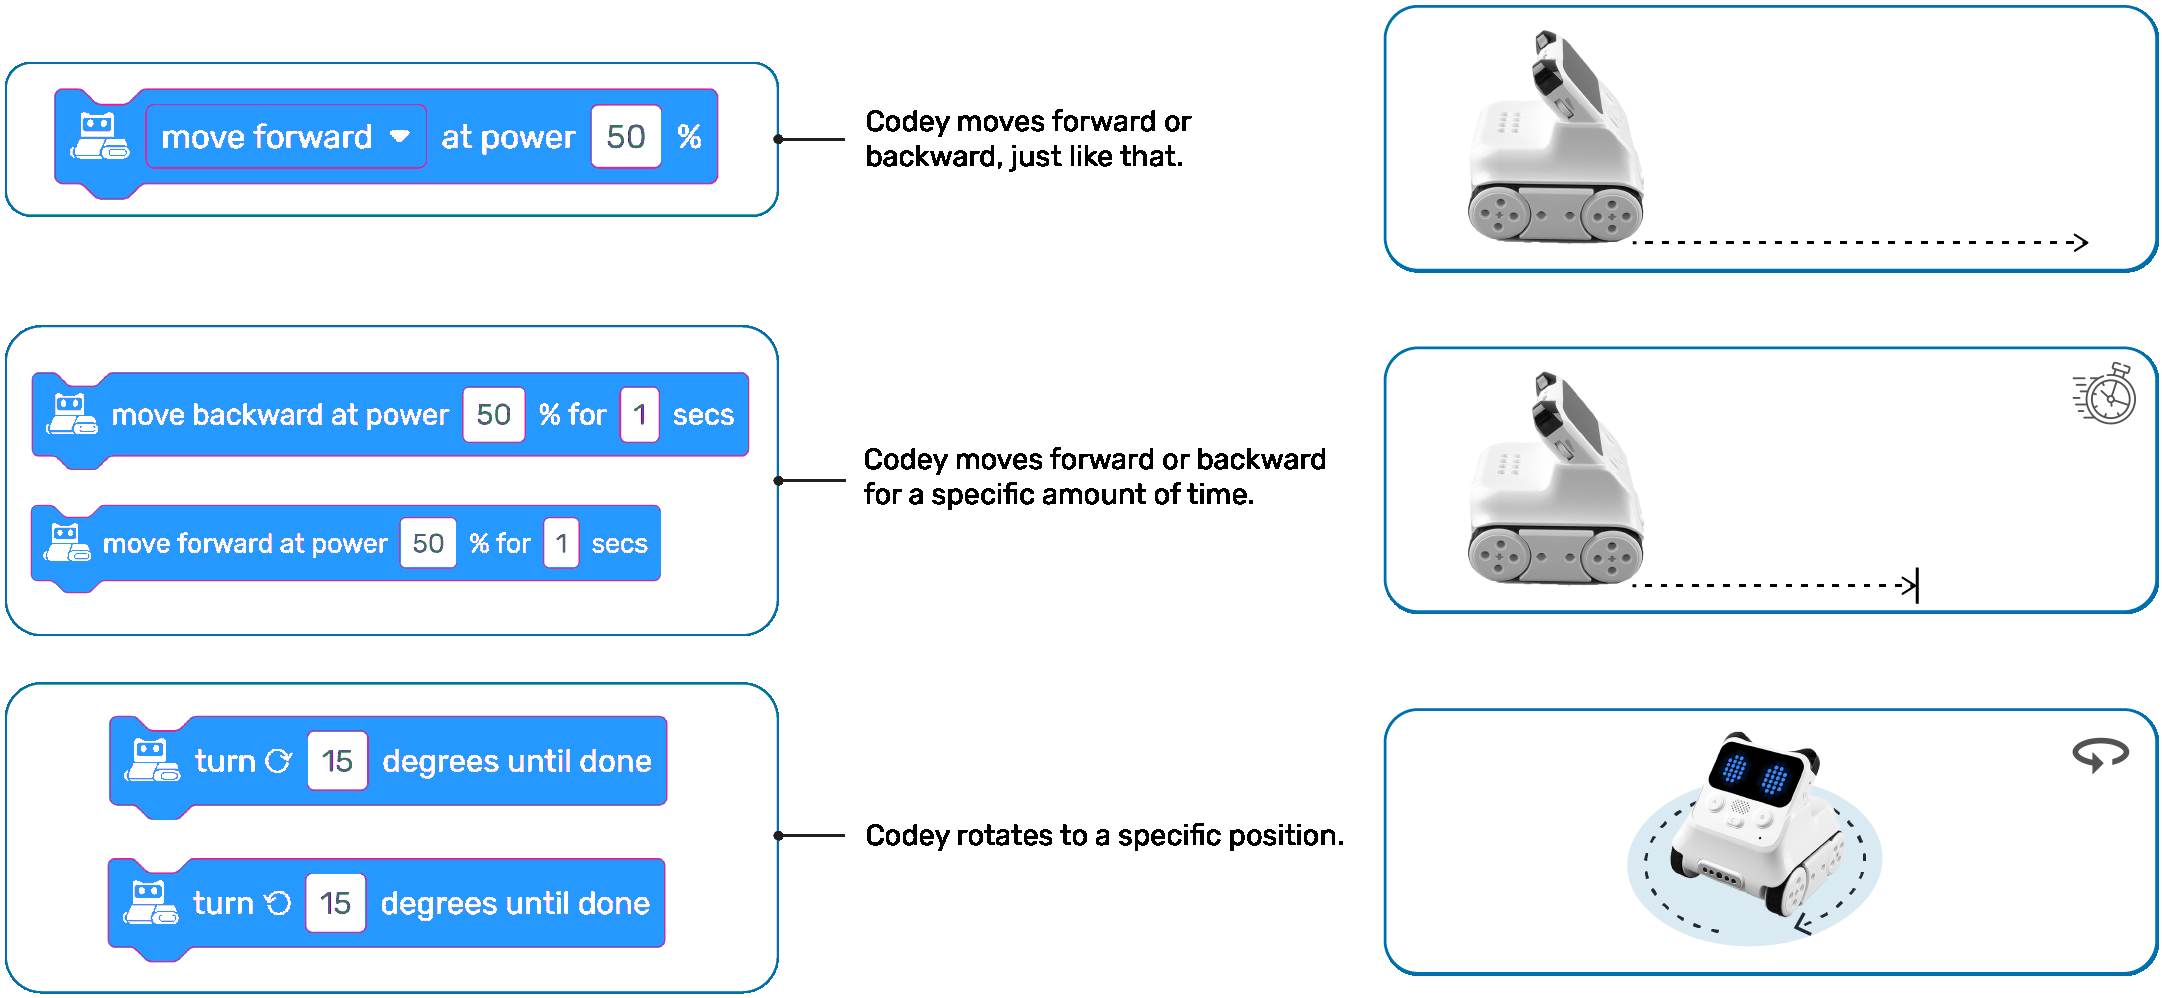 move forward at power 50 %
Codey moves forward or
backward, just like that.
move backward at power 50 % for 1 secs
move forward at power 50 % for 1 secs
Codey moves forward or backward
for a specific amount of time.
turn 15 degrees until done
turn 15 degrees until done
Codey rotates to a specific position.